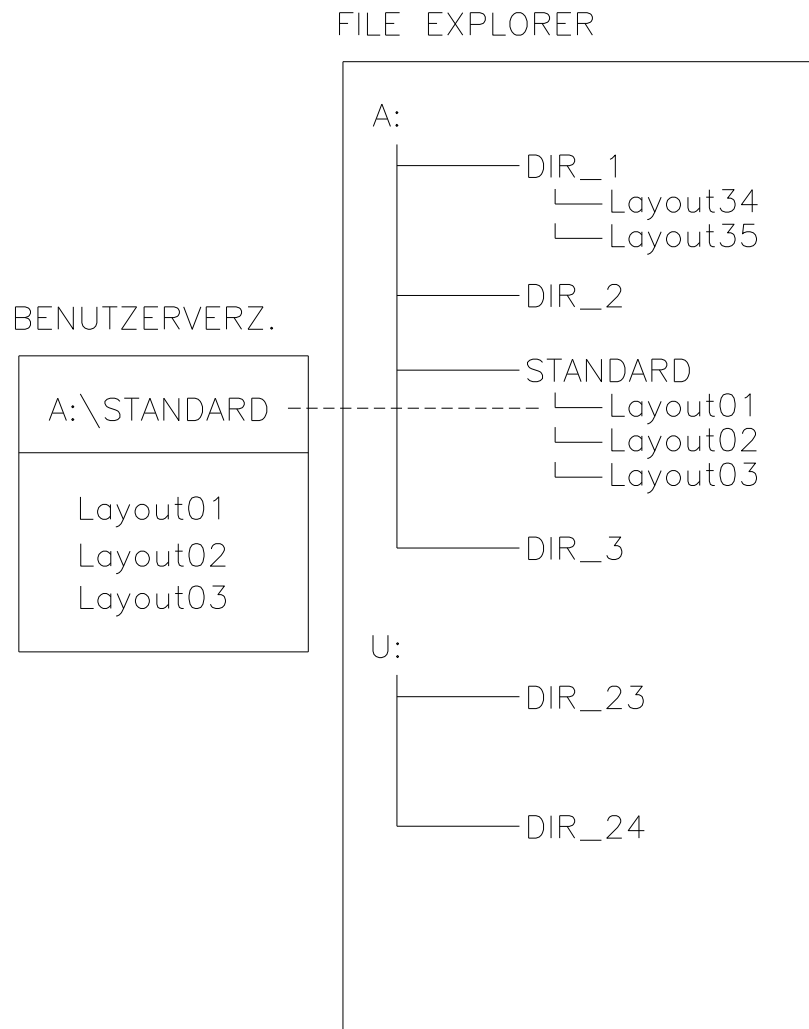 FILE EXPLORER
A:
DIR_1
Layout34
Layout35
DIR_2
STANDARD
Layout01
Layout02
Layout03
DIR_3
U:
DIR_23
DIR_24
BENUTZERVERZ.
A:\STANDARD
Layout01
Layout02
Layout03